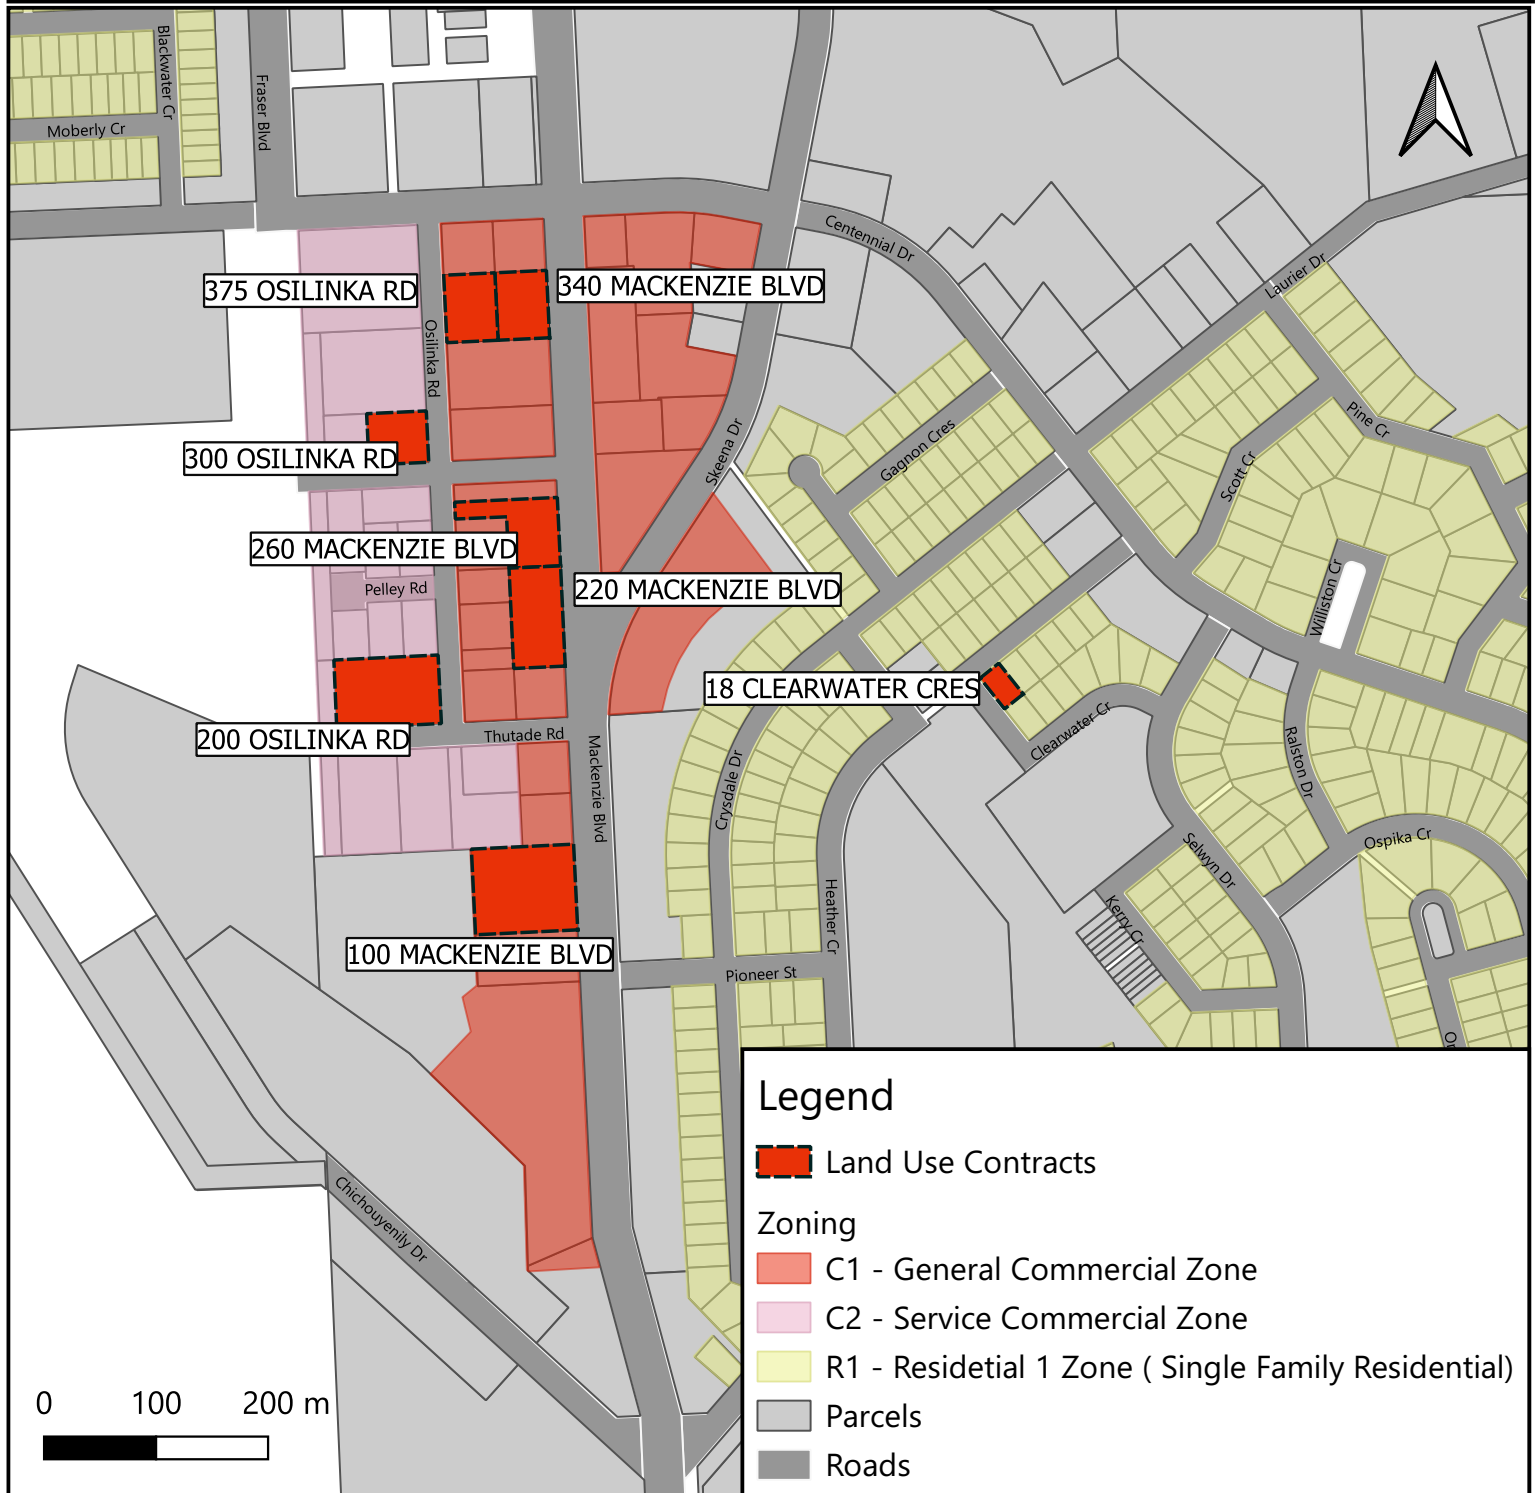 Blackwater Cr
Fraser Blvd
Moberly Cr
Centennial Dr
Laurier Dr
375 OSILINKA RD
340 MACKENZIE BLVD
Osilinka Rd
Pine Cr
Gagnon Cres
Skeena Dr
Scott Cr
300 OSILINKA RD
260 MACKENZIE BLVD
Pelley Rd
220 MACKENZIE BLVD
Williston Cr
18 CLEARWATER CRES
Clearwater Cr
200 OSILINKA RD
Thutade Rd
Mackenzie Blvd
Crysdale Dr
Ralston Dr
Ospika Cr
Selwyn Dr
Heather Cr
Kerry Cr
100 MACKENZIE BLVD
Pioneer St
Chichouyenily Dr
Legend
Land Use Contracts
Zoning
C1 - General Commercial Zone
C2 - Service Commercial Zone
R1 - Residetial 1 Zone ( Single Family Residential)
Parcels
Roads
0 100 200 m